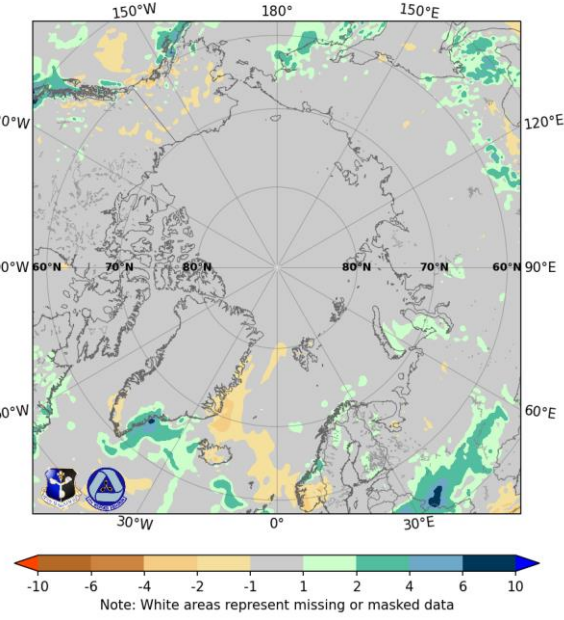 150°W 180° 150°E
120°E
60°N 70°N 80°N 80°N 70°N 60°N 90°E
60°E
30°W 0° 30°E
-10 -6 -4 -2 -1 1 2 4 6 10
Note: White areas represent missing or masked data